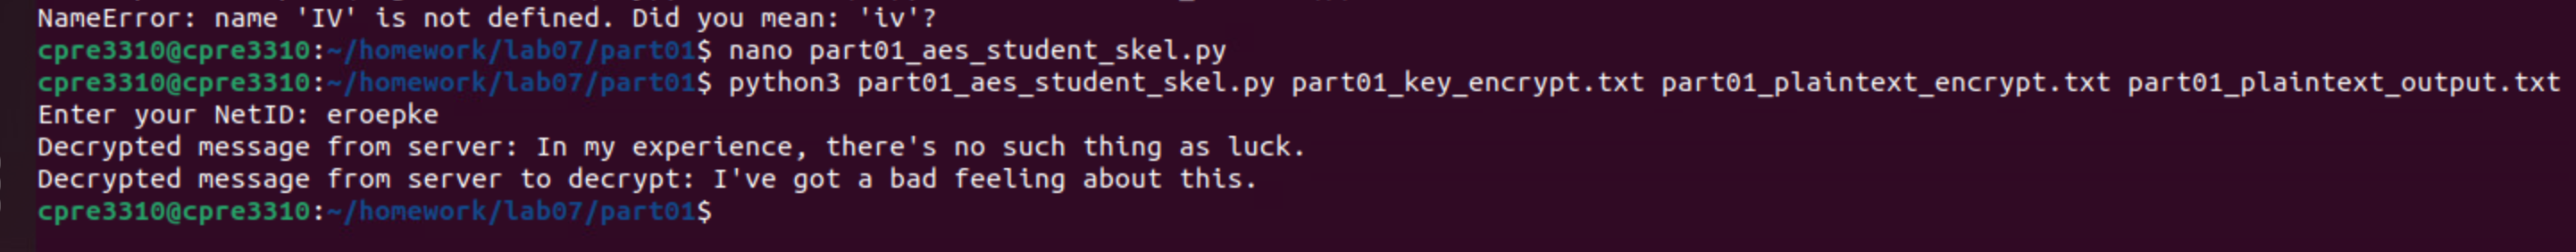 NameError: name 'IV' is not defined. Did you mean: 'iv'?
cpre3310@cpre3310:~/homework/lab07/part01$ nano part01_aes_student_skel.py
cpre3310@cpre3310:~/homework/lab07/part01$ python3 part01_aes_student_skel.py part01_key_encrypt.txt part01_plaintext_encrypt.txt part01_plaintext_output.txt
Enter your NetID: eroepke
Decrypted message from server: In my experience, there's no such thing as luck.
Decrypted message from server to decrypt: I've got a bad feeling about this.
cpre3310@cpre3310:~/homework/lab07/part01$